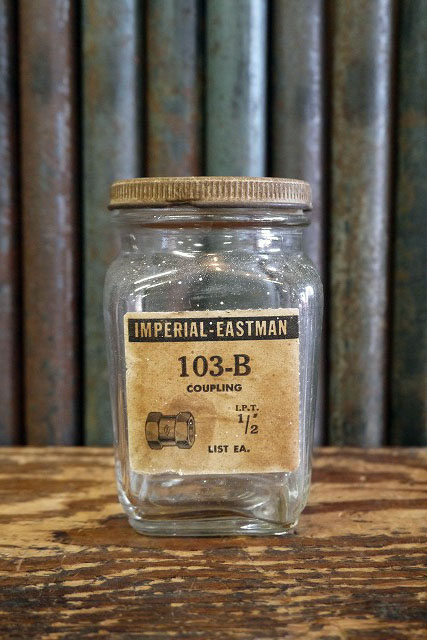 IMPERIAL-EASTMAN
103-B
COUPLING
I.P.T.
1/2"
LIST EA.